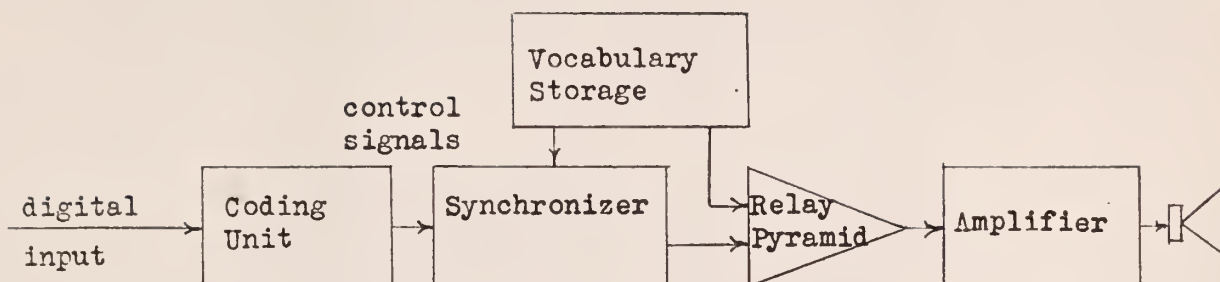 Vocabulary
Storage
control
signals
digital
input
Coding
Unit
Synchronizer
Relay
Pyramid
Amplifier